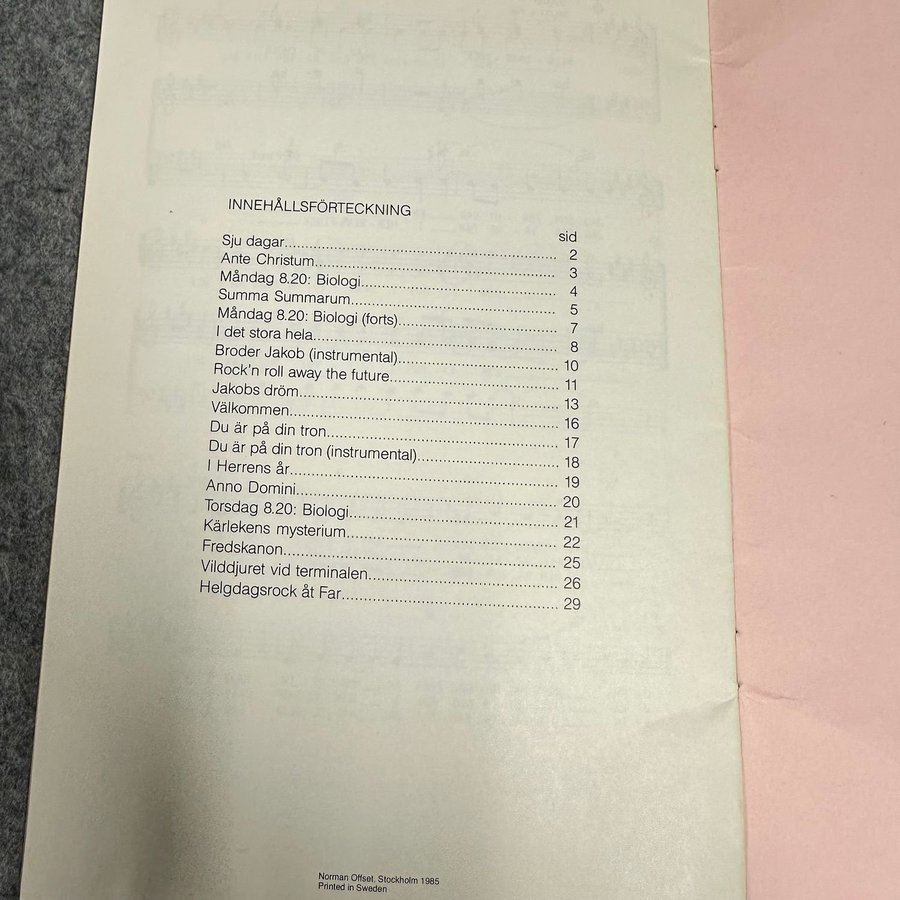 INNEHÅLLSFÖRTECKNING
sid
Sju dagar........................................................ 2
Ante Christum.................................................. 3
Måndag 8.20: Biologi......................................... 4
Summa Summarum........................................... 5
Måndag 8.20: Biologi (forts)................................. 7
I det stora hela................................................... 8
Broder Jakob (instrumental)................................ 10
Rock'n roll away the future.................................. 11
Jakobs dröm..................................................... 13
Välkommen....................................................... 16
Du är på din tron................................................ 17
Du är på din tron (instrumental)............................ 18
I Herrens år....................................................... 19
Anno Domini...................................................... 20
Torsdag 8.20: Biologi.......................................... 21
Kärlekens mysterium.......................................... 22
Fredskanon....................................................... 25
Vilddjuret vid terminalen...................................... 26
Helgdagsrock åt Far........................................... 29
Norman Offset. Stockholm 1985
Printed in Sweden